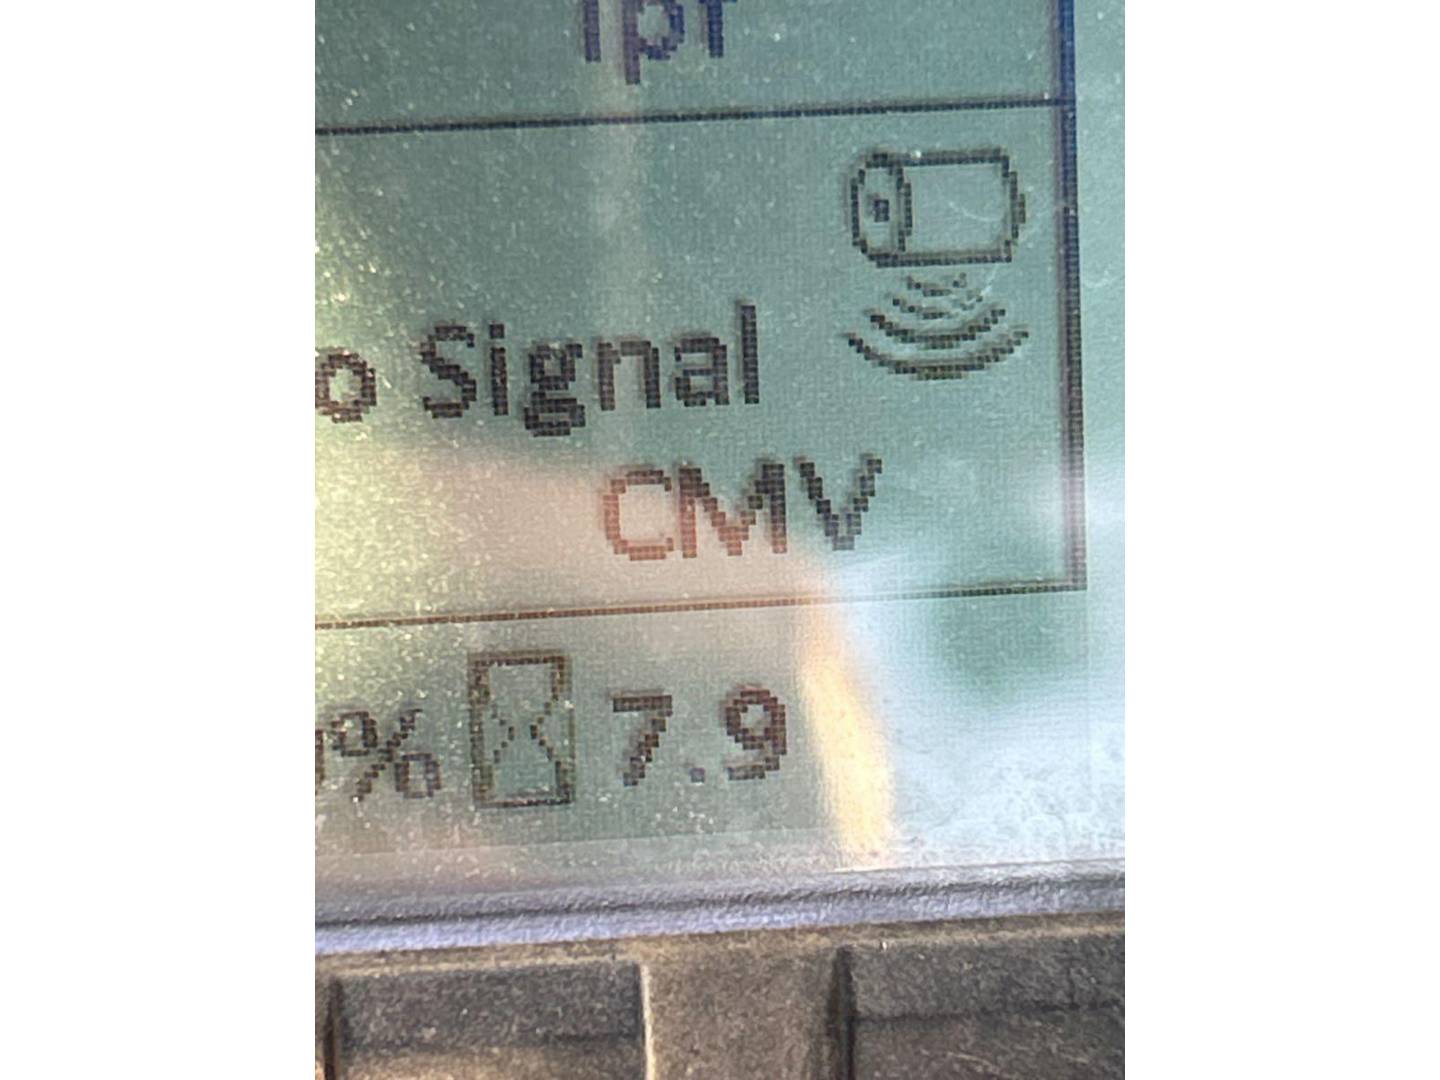 o Signal
CMV
% 7.9